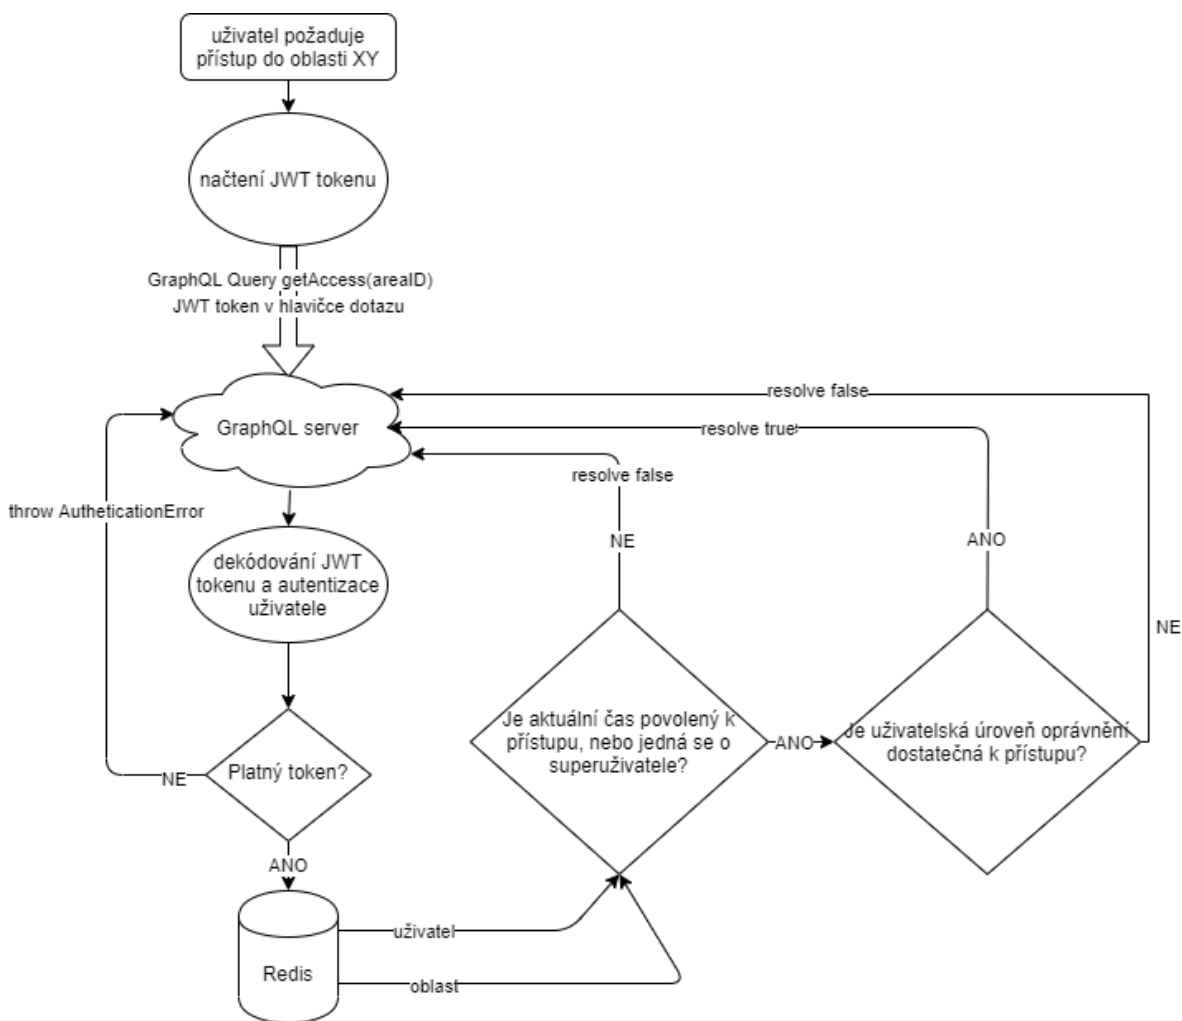 uživatel požaduje
přístup do oblasti XY
načtení JWT tokenu
GraphQL Query getAccess(areaID)
JWT token v hlavičce dotazu
resolve false
GraphQL server
resolve true
resolve false
throw AutheticationError
NE
ANO
dekódování JWT
tokenu a autentizace
uživatele
NE
Je aktuální čas povolený k
přístupu, nebo jedná se o
superuživatele?
ANO
Je uživatelská úroveň oprávnění
dostatečná k přístupu?
Platný token?
NE
ANO
uživatel
Redis
oblast